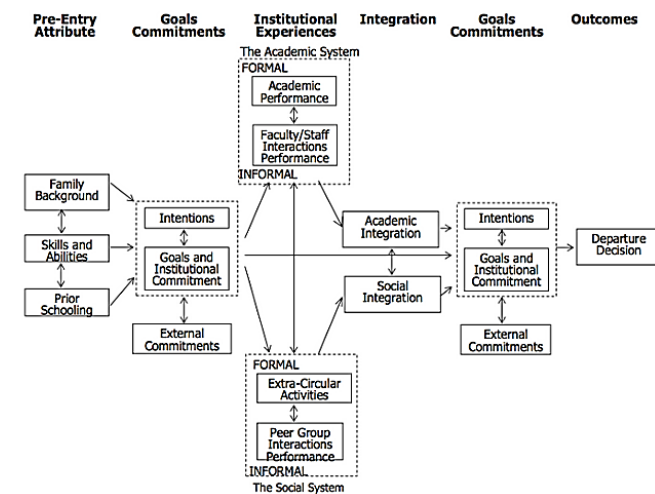 Pre-Entry
Attribute
Goals
Commitments
Institutional
Experiences
Integration
Goals
Commitments
Outcomes
The Academic System
FORMAL
Academic
Performance
Faculty/Staff
Interactions
Performance
INFORMAL
Family
Background
Skills and
Abilities
Prior
Schooling
Intentions
Goals and
Institutional
Commitment
External
Commitments
Academic
Integration
Social
Integration
Intentions
Goals and
Institutional
Commitment
External
Commitments
Departure
Decision
FORMAL
Extra-Circular
Activities
Peer Group
Interactions
Performance
INFORMAL
The Social System